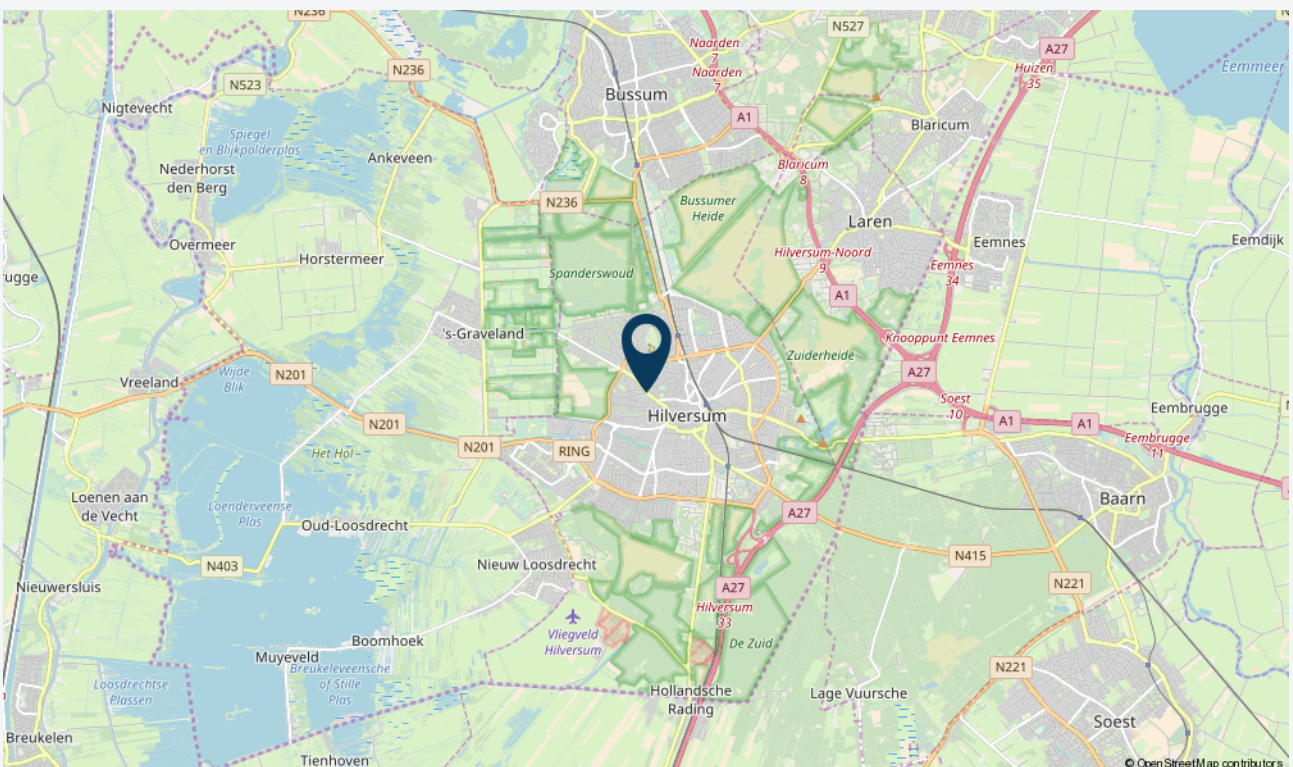 N236
N527
A27
Naarden
7
Naarden
7
Huizen
35
Eemmeer
N236
N523
Bussum
Nigtevecht
A1
Blaricum
Spiegel
en Blijkpolderplas
Ankeveen
Nederhorst
den Berg
Blaricum
8
N236
Bussumer
Heide
Laren
Overmeer
Horstermeer
Eemnes
Eemdijk
Hilversum-Noord
9
Eemnes
34
Spanderswoud
rugge
A1
's-Graveland
Knooppunt Eemnes
Zuiderheide
Vreeland
Wijde
Blik
N201
A27
Soest
10
Eembrugge
Hilversum
N201
A1
A1
Eembrugge
11
N201
RING
Het Hol
Loenen aan
de Vecht
Baarn
Loenderveense
Plas
A27
Oud-Loosdrecht
N415
N403
Nieuw Loosdrecht
N221
Nieuwersluis
A27
Hilversum
33
Vliegveld
Hilversum
De Zuid
Boomhoek
Muyeveld
Breukeleveensche
of Stille
Plas
N221
Loosdrechtse
Plassen
Hollandsche
Rading
Lage Vuursche
Soest
Breukelen
Tienhoven
© OpenStreetMap contributors